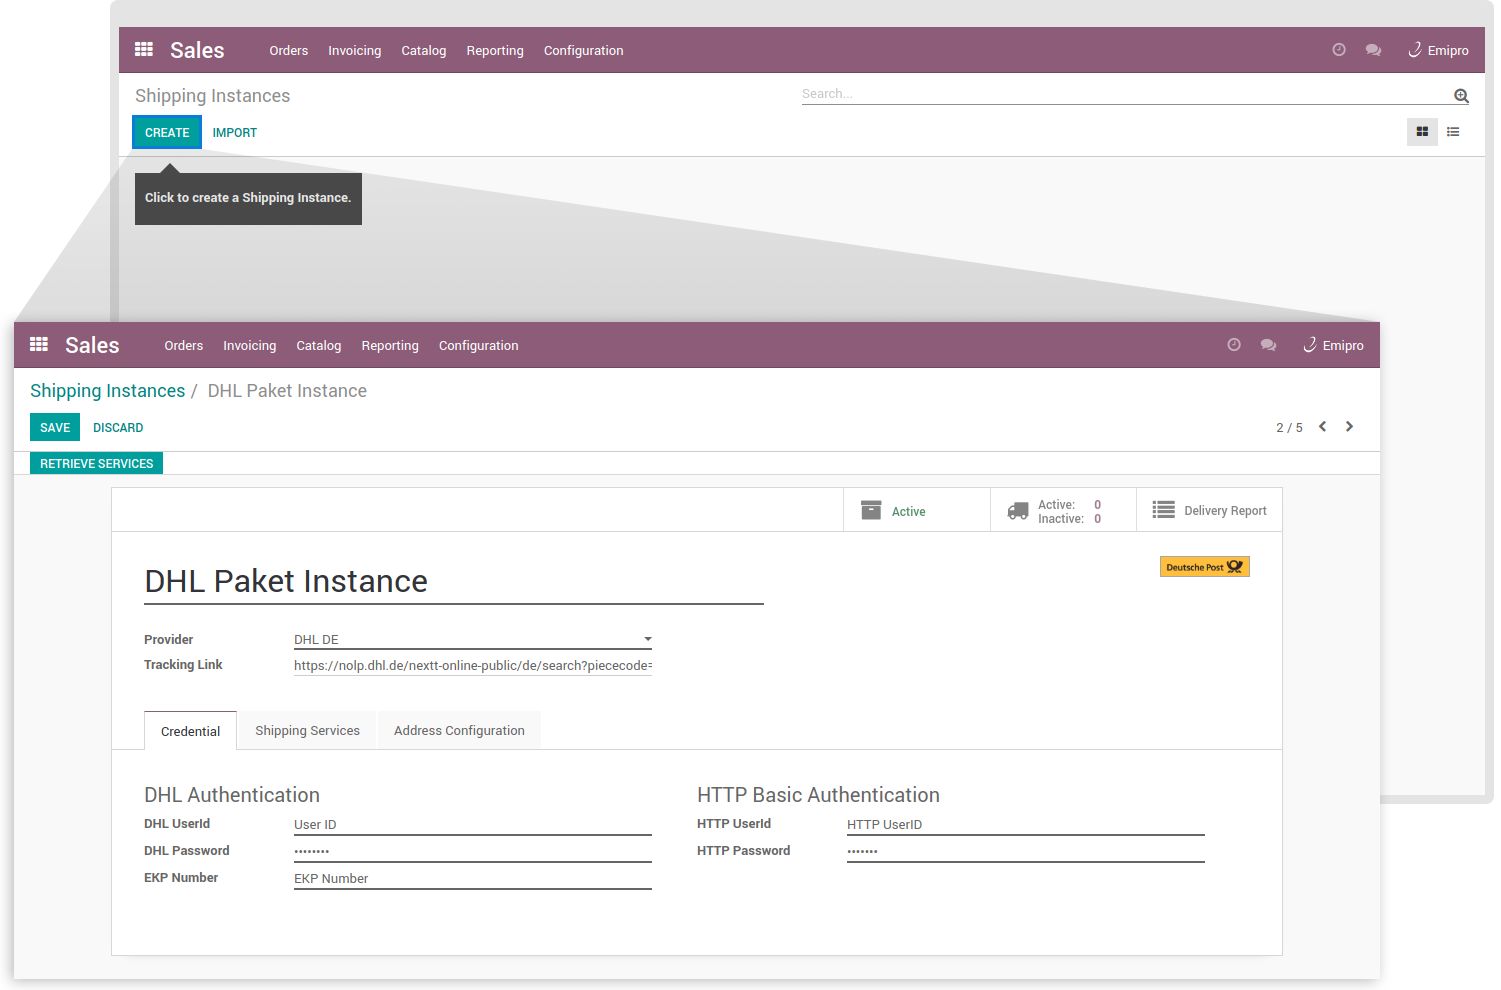 Sales Orders Invoicing Catalog Reporting Configuration Emipro
Shipping Instances Search...
CREATE IMPORT
Click to create a Shipping Instance.
Sales Orders Invoicing Catalog Reporting Configuration Emipro
Shipping Instances / DHL Paket Instance
SAVE DISCARD 2 / 5
RETRIEVE SERVICES
Active Active: 0 Delivery Report
Inactive: 0
DHL Paket Instance Deutsche Post
Provider DHL DE
Tracking Link https://nolp.dhl.de/nextt-online-public/de/search?piececode=
Credential Shipping Services Address Configuration
DHL Authentication HTTP Basic Authentication
DHL UserId User ID HTTP UserId HTTP UserID
DHL Password •••••••• HTTP Password •••••••
EKP Number EKP Number